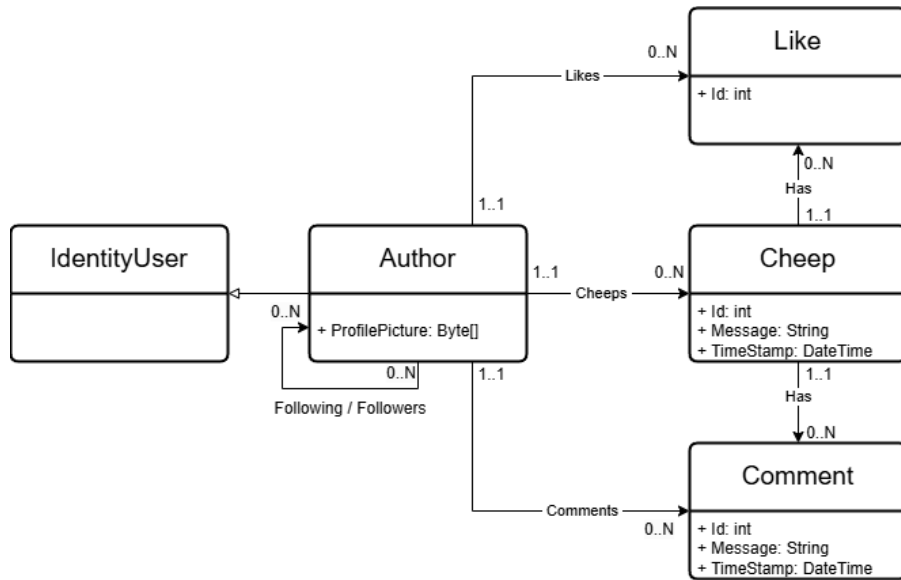 Like
+ Id: int
0..N
Likes
1..1
0..N
Has
1..1
IdentityUser
Author
+ ProfilePicture: Byte[]
1..1
Cheeps
0..N
Cheep
+ Id: int
+ Message: String
+ TimeStamp: DateTime
0..N
0..N
Following / Followers
1..1
1..1
Has
0..N
Comments
0..N
Comment
+ Id: int
+ Message: String
+ TimeStamp: DateTime